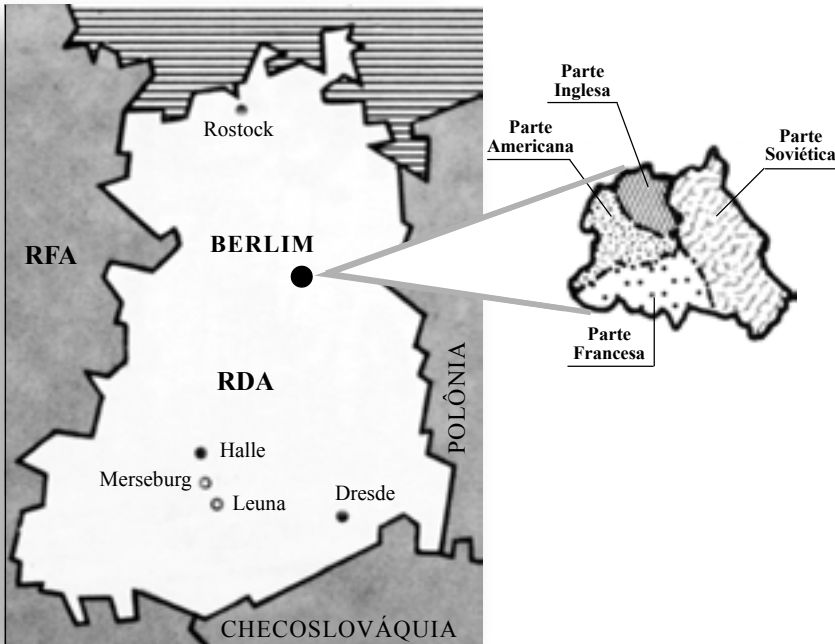 Rostock
BERLIM
RFA
RDA
POLÔNIA
Halle
Merseburg
Leuna
Dresde
CHECOSLOVÁQUIA
Parte
Inglesa
Parte
Americana
Parte
Soviética
Parte
Francesa